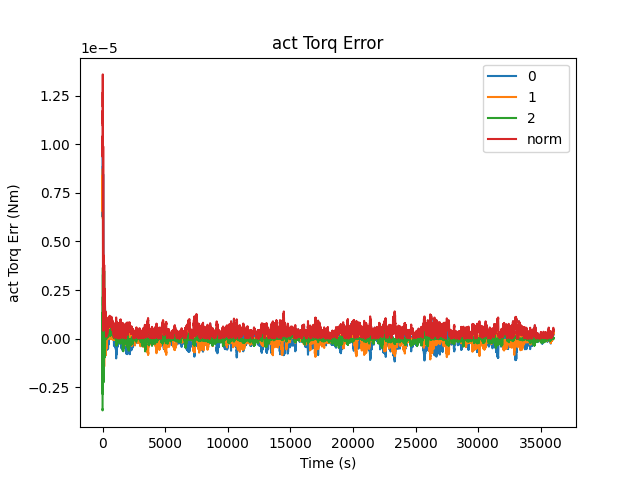 act Torq Error
1e−5
0
1
2
norm
1.25
1.00
0.75
0.50
0.25
0.00
−0.25
act Torq Err (Nm)
0 5000 10000 15000 20000 25000 30000 35000
Time (s)